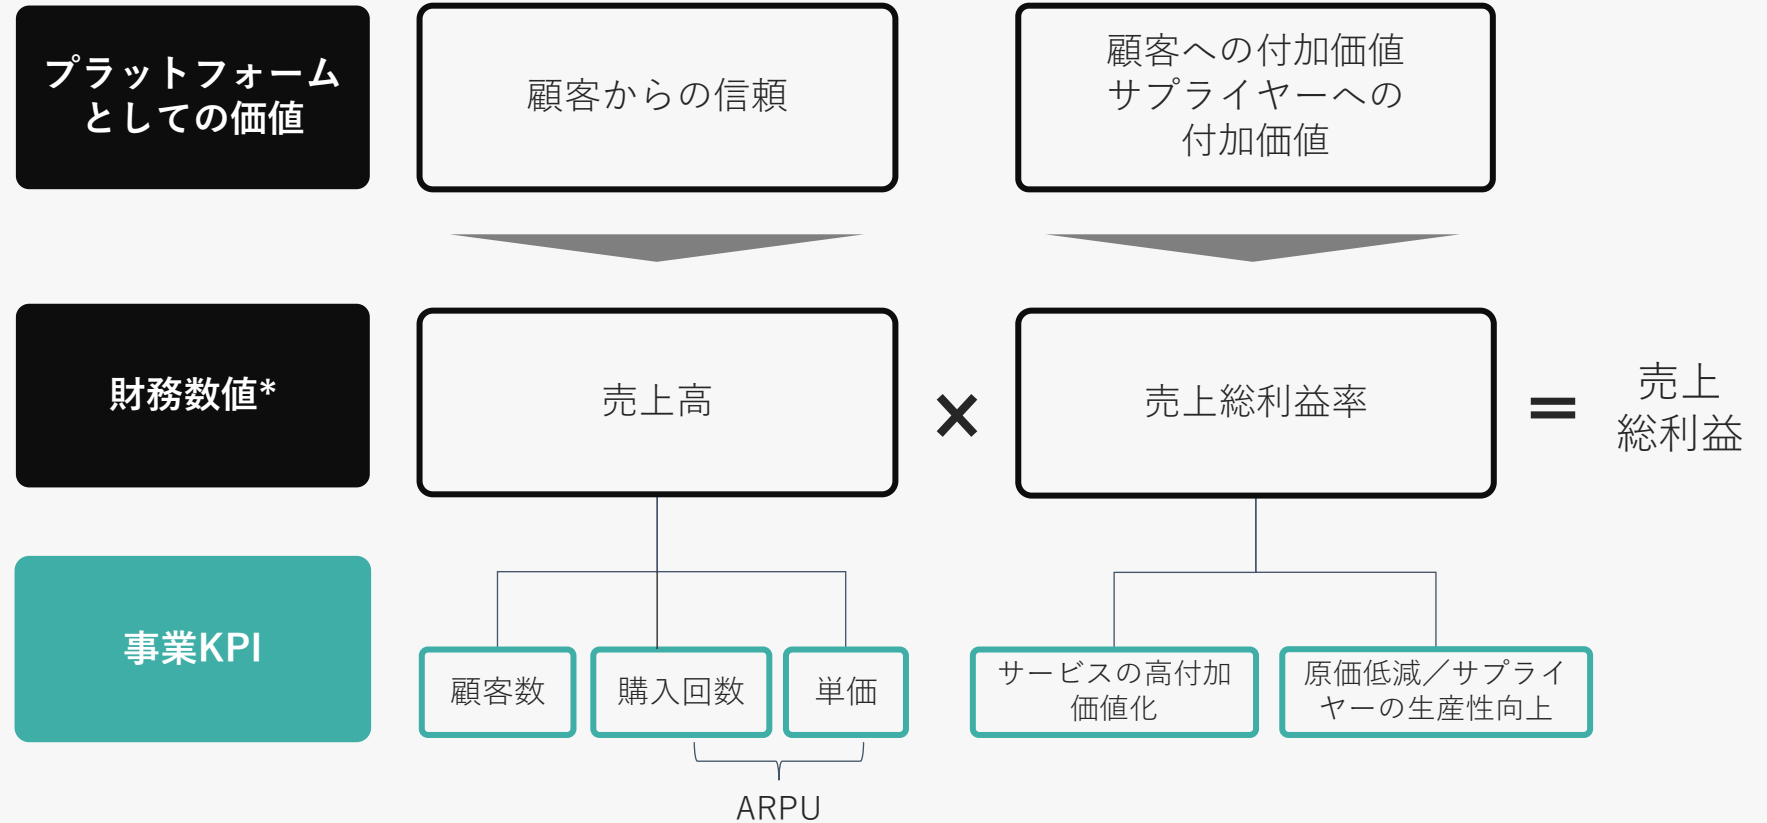 プラットフォーム
としての価値
顧客からの信頼
顧客への付加価値
サプライヤーへの
付加価値
財務数値*
売上高
×
売上総利益率
=
売上
総利益
事業KPI
顧客数
購入回数
単価
サービスの高付加
価値化
原価低減／サプライ
ヤーの生産性向上
ARPU